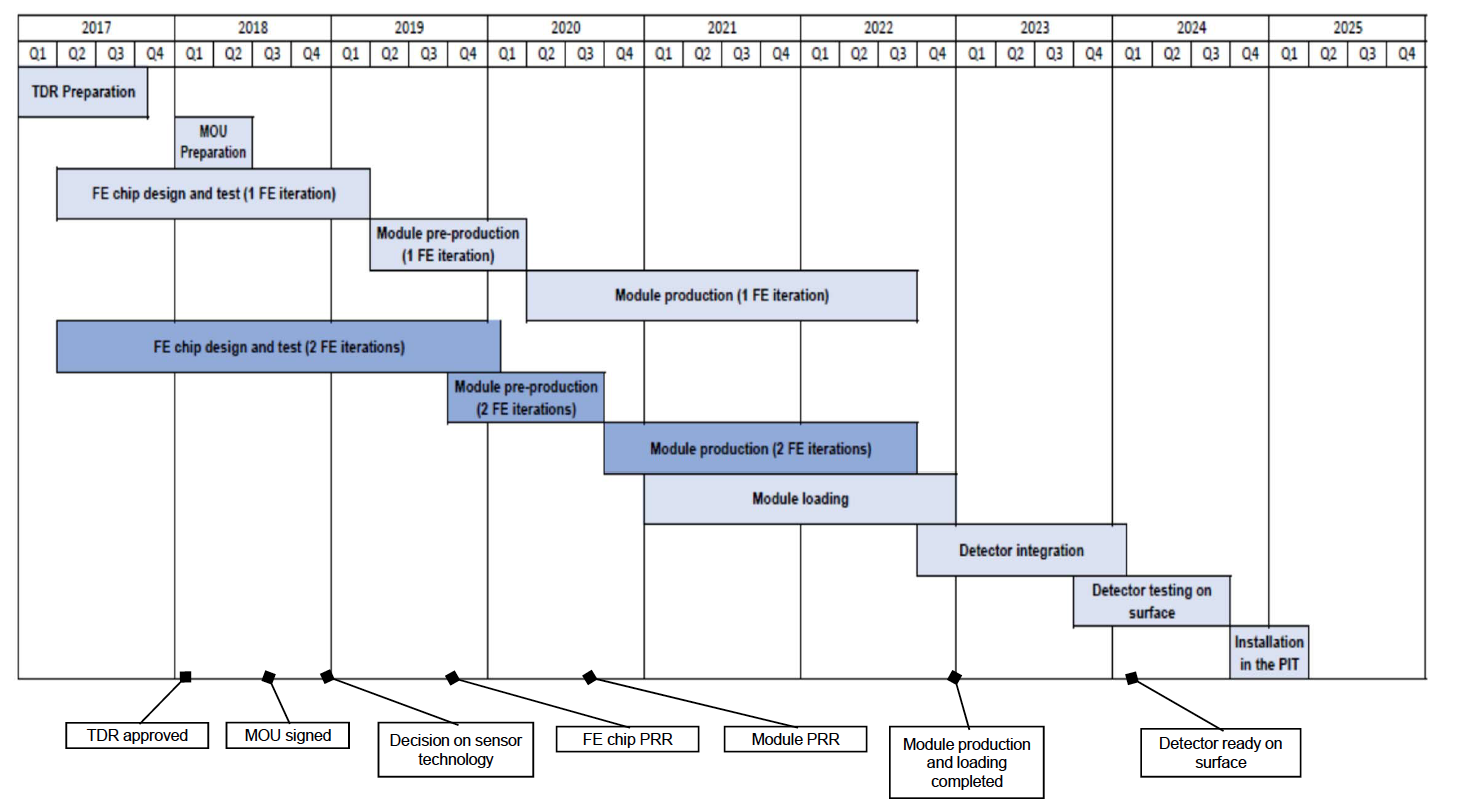 2017 2018 2019 2020 2021 2022 2023 2024 2025
Q1 Q2 Q3 Q4 Q1 Q2 Q3 Q4 Q1 Q2 Q3 Q4 Q1 Q2 Q3 Q4 Q1 Q2 Q3 Q4 Q1 Q2 Q3 Q4 Q1 Q2 Q3 Q4 Q1 Q2 Q3 Q4 Q1 Q2 Q3 Q4
TDR Preparation
MOU
Preparation
FE chip design and test (1 FE iteration)
Module pre-production
(1 FE iteration)
Module production (1 FE iteration)
FE chip design and test (2 FE iterations)
Module pre-production
(2 FE iterations)
Module production (2 FE iterations)
Module loading
Detector integration
Detector testing on
surface
Installation
in the PIT
TDR approved
MOU signed
Decision on sensor
technology
FE chip PRR
Module PRR
Module production
and loading
completed
Detector ready on
surface